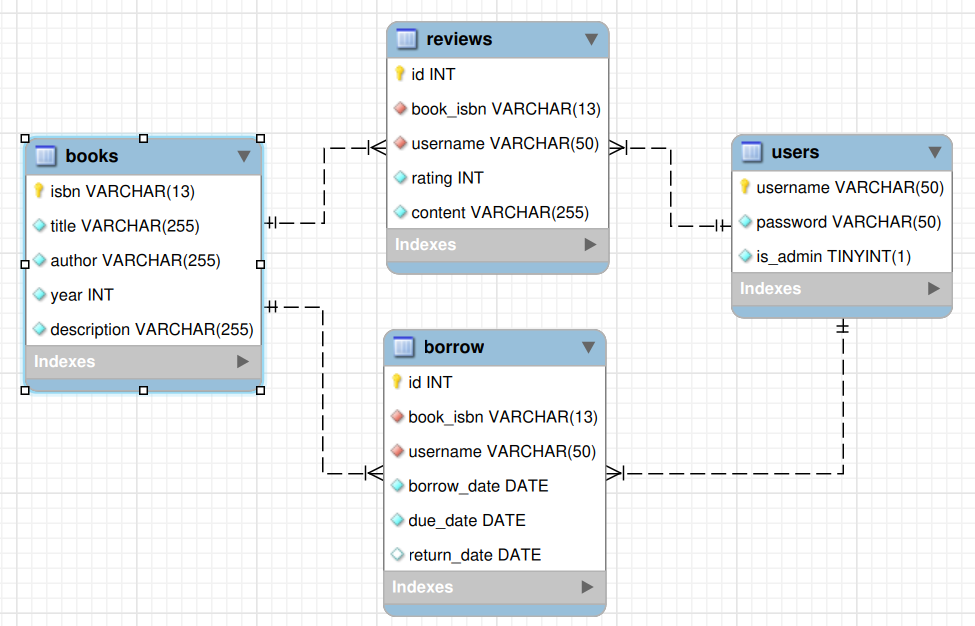 reviews
id INT
book_isbn VARCHAR(13)
username VARCHAR(50)
rating INT
content VARCHAR(255)
Indexes
books
isbn VARCHAR(13)
title VARCHAR(255)
author VARCHAR(255)
year INT
description VARCHAR(255)
Indexes
users
username VARCHAR(50)
password VARCHAR(50)
is_admin TINYINT(1)
Indexes
borrow
id INT
book_isbn VARCHAR(13)
username VARCHAR(50)
borrow_date DATE
due_date DATE
return_date DATE
Indexes